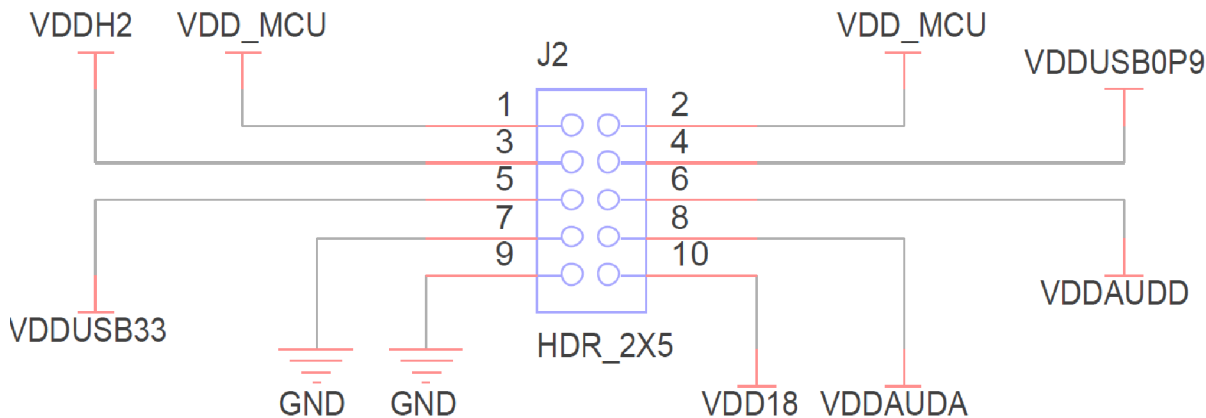 VDDH2 VDD_MCU VDD_MCU
J2 VDDUSB0P9
1 2
3 4
5 6
7 8
9 10
VDDAUDD
VDDUSB33
HDR_2X5
GND GND VDD18 VDDAUDA